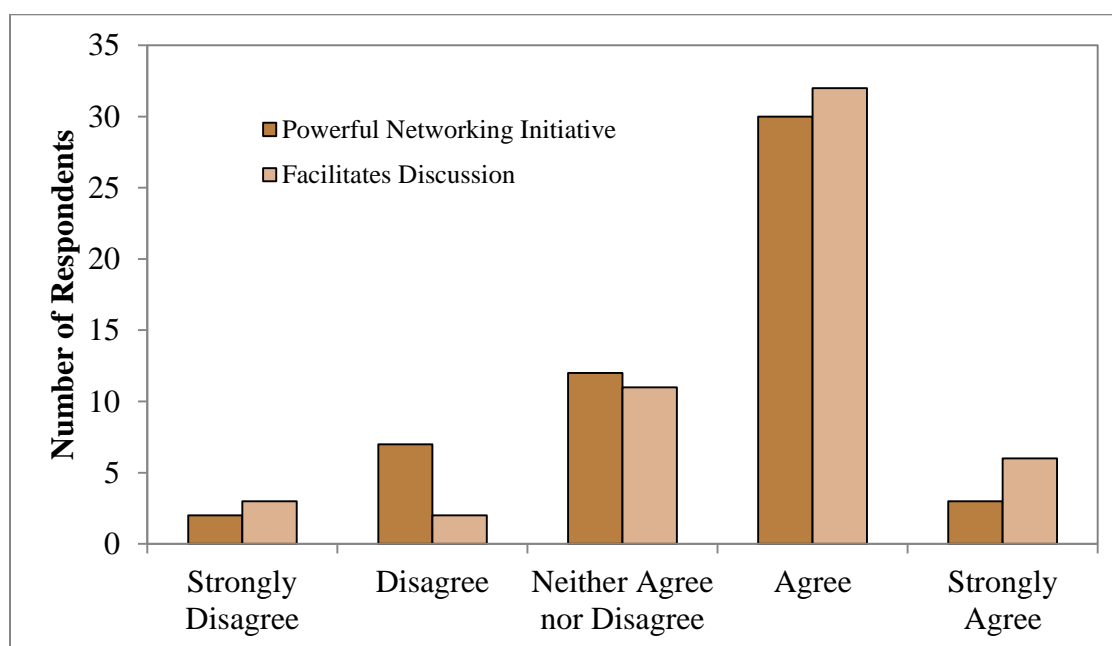 35
30
25
20
15
10
5
0
Number of Respondents
Powerful Networking Initiative
Facilitates Discussion
Strongly
Disagree
Disagree
Neither Agree
nor Disagree
Agree
Strongly
Agree